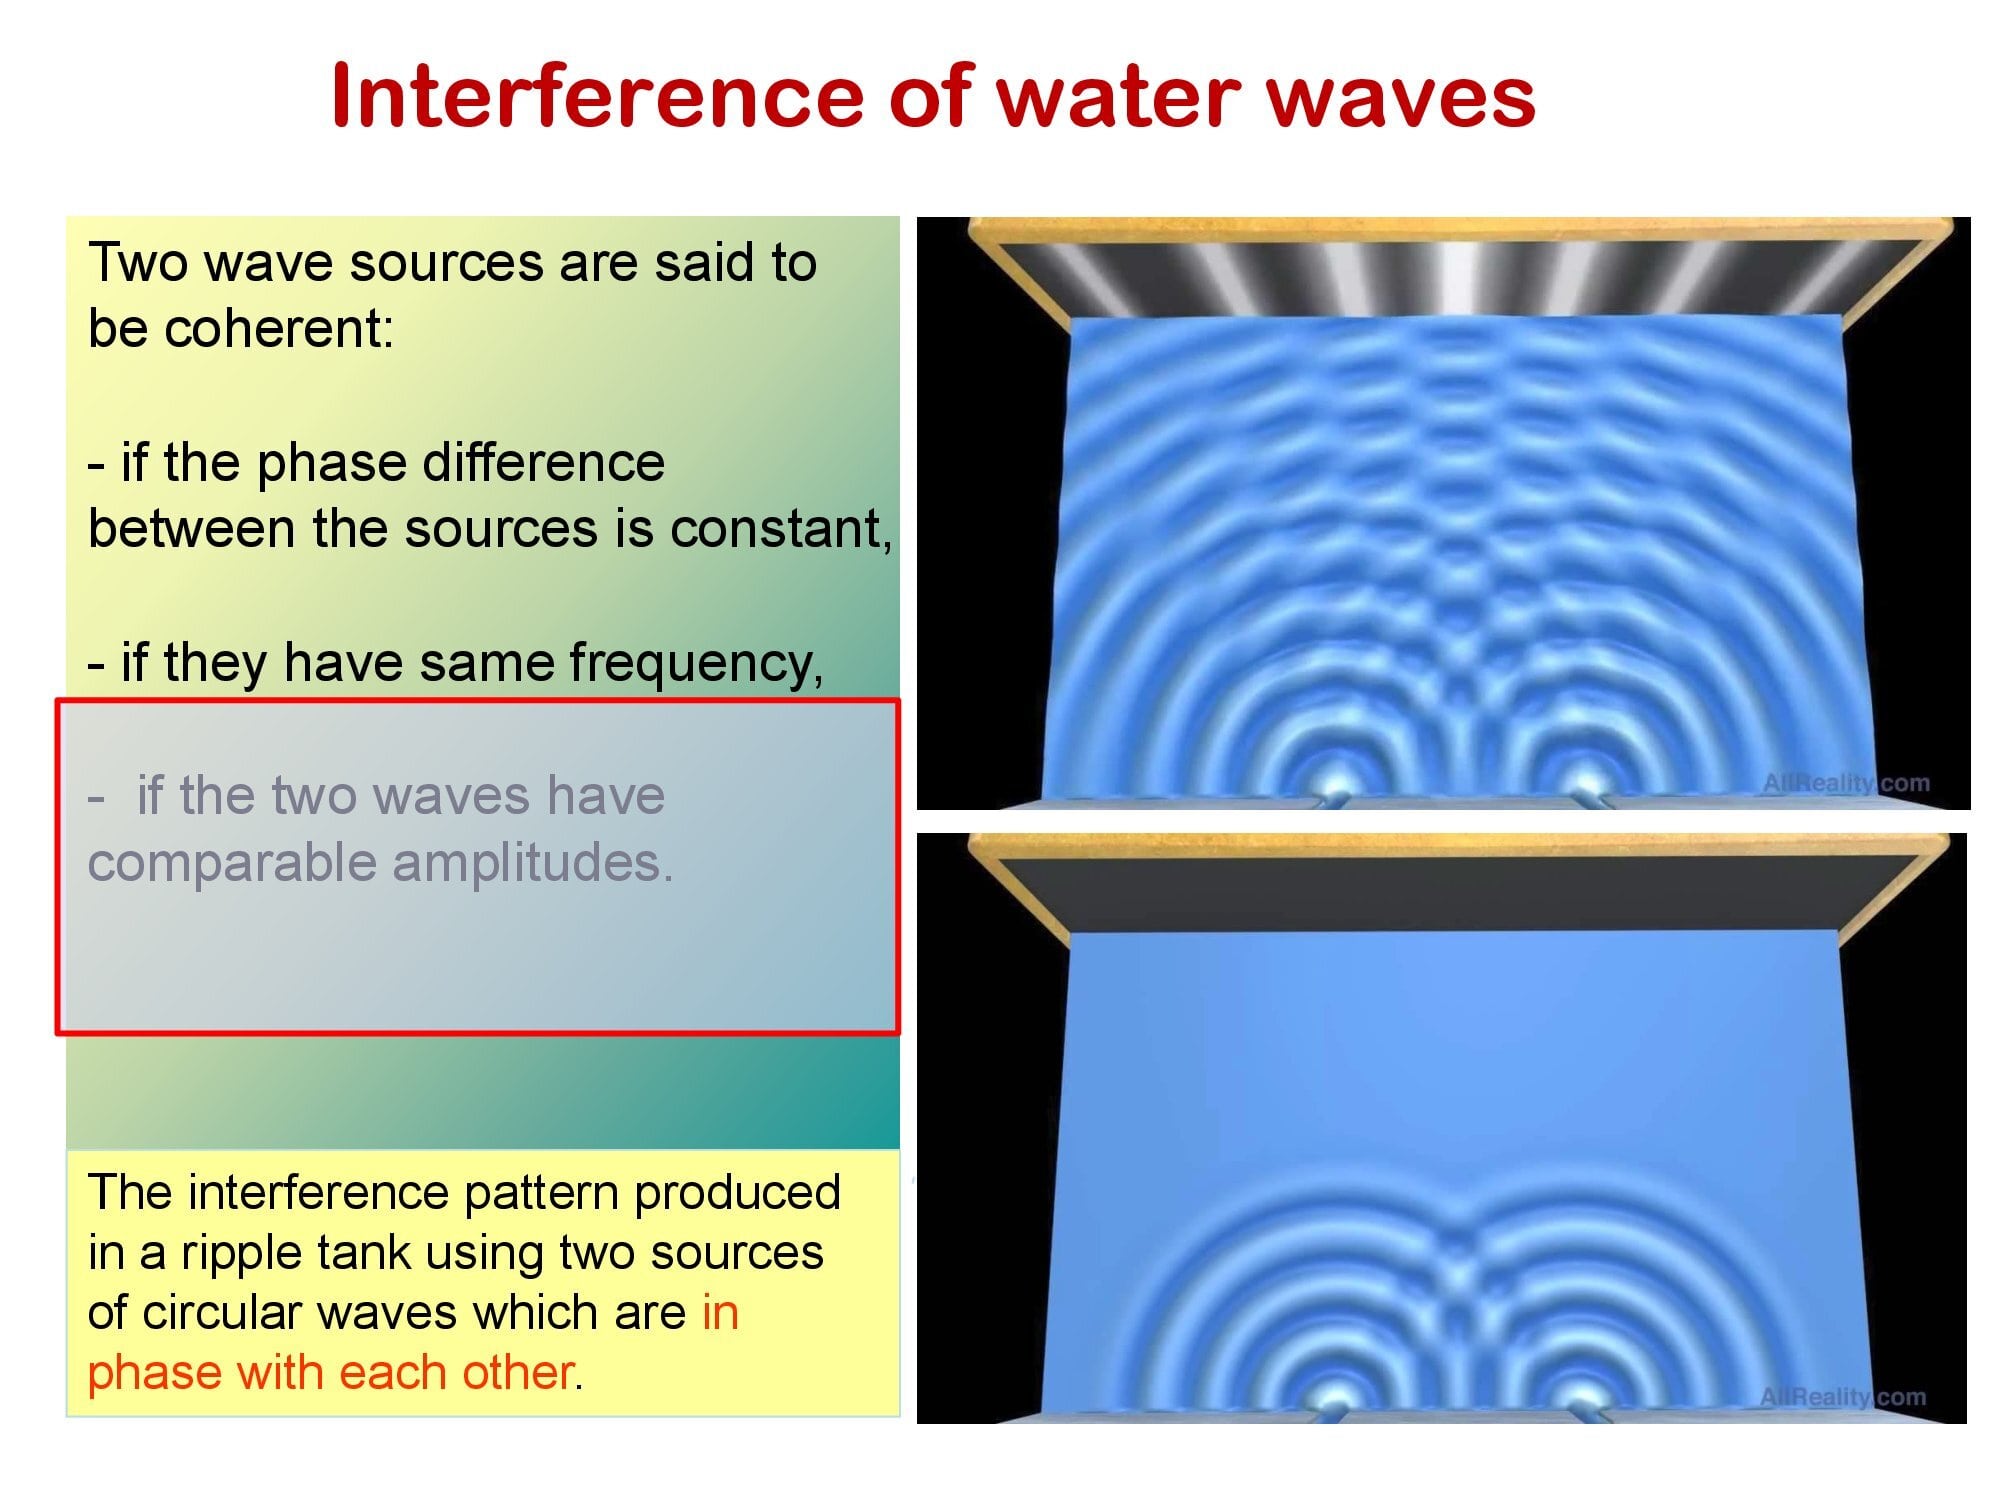 Interference of water waves
Two wave sources are said to
be coherent:
- if the phase difference
between the sources is constant,
- if they have same frequency,
- if the two waves have
comparable amplitudes.
The interference pattern produced
in a ripple tank using two sources
of circular waves which are in
phase with each other.
AllReality.com
AllReality.com